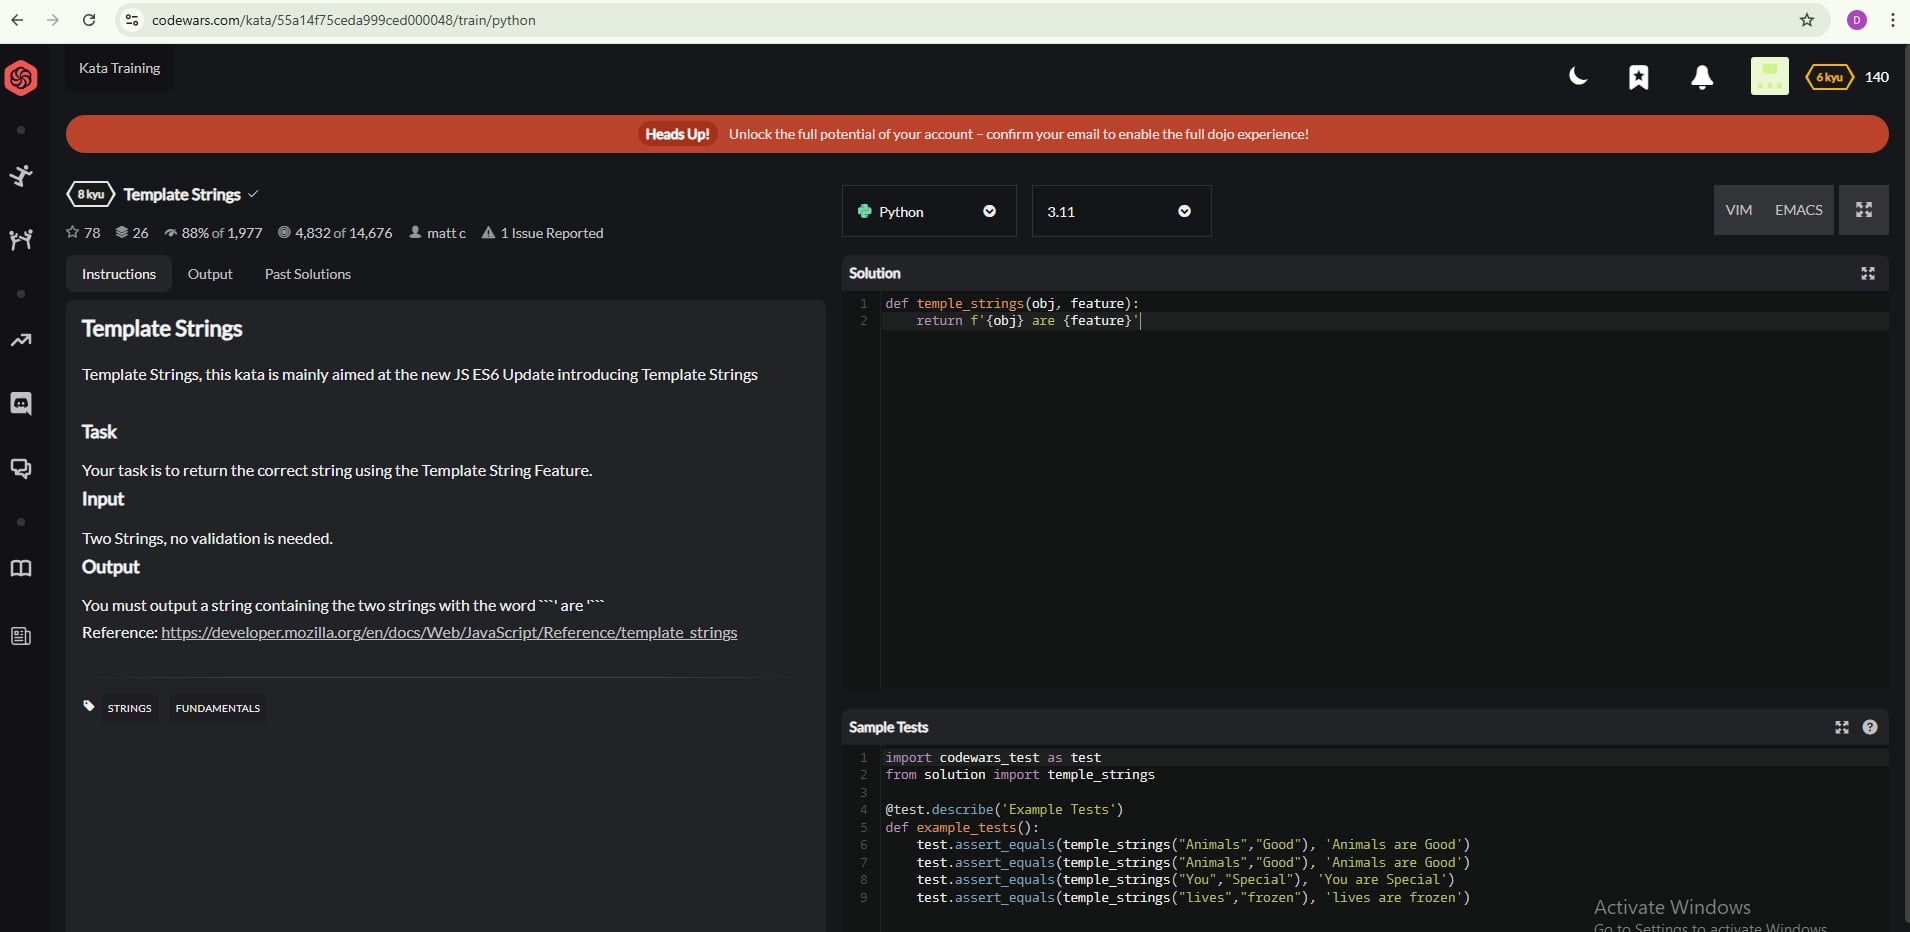 codewars.com/kata/55a14f75ceda999ced000048/train/python
D
Kata Training
6 kyu 140
Heads Up! Unlock the full potential of your account – confirm your email to enable the full dojo experience!
8 kyu Template Strings
78 26 88% of 1,977 4,832 of 14,676 matt c 1 Issue Reported
Instructions Output Past Solutions
Template Strings
Template Strings, this kata is mainly aimed at the new JS ES6 Update introducing Template Strings
Task
Your task is to return the correct string using the Template String Feature.
Input
Two Strings, no validation is needed.
Output
You must output a string containing the two strings with the word ```' are '```
Reference: https://developer.mozilla.org/en/docs/Web/JavaScript/Reference/template_strings
STRINGS FUNDAMENTALS
Python 3.11 VIM EMACS
Solution
1 def temple_strings(obj, feature):
2 return f'{obj} are {feature}'
Sample Tests
1 import codewars_test as test
2 from solution import temple_strings
3
4 @test.describe('Example Tests')
5 def example_tests():
6 test.assert_equals(temple_strings("Animals","Good"), 'Animals are Good')
7 test.assert_equals(temple_strings("Animals","Good"), 'Animals are Good')
8 test.assert_equals(temple_strings("You","Special"), 'You are Special')
9 test.assert_equals(temple_strings("lives","frozen"), 'lives are frozen')
Activate Windows
Go to Settings to activate Windows.